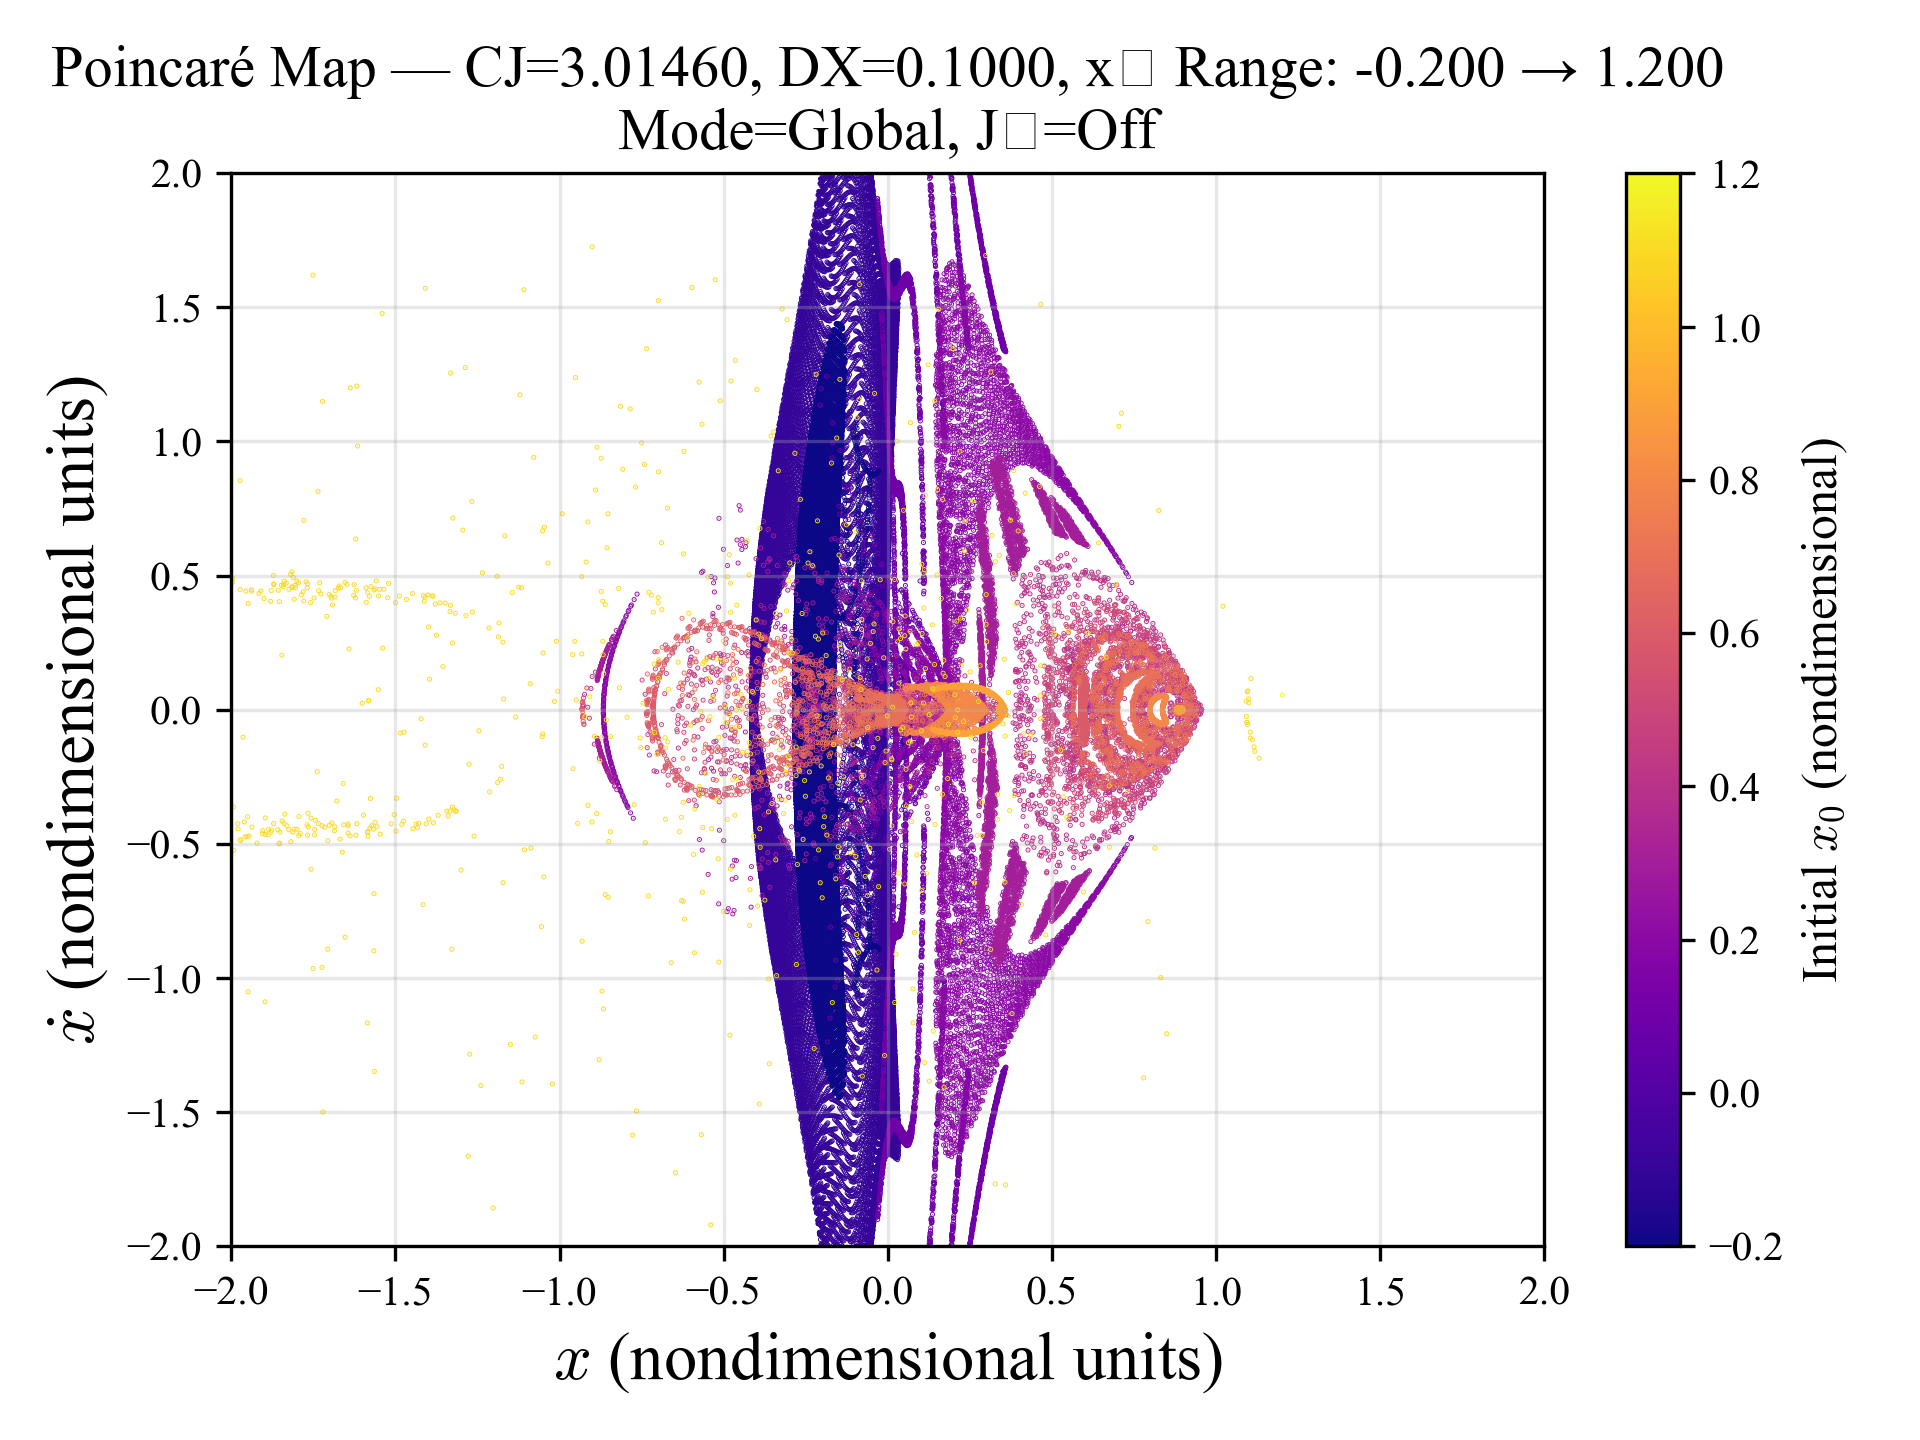 Poincaré Map — CJ=3.01460, DX=0.1000, x□ Range: -0.200 → 1.200
Mode=Global, J□=Off
2.0
1.5
1.0
0.5
0.0
−0.5
−1.0
−1.5
−2.0
ẋ (nondimensional units)
−2.0 −1.5 −1.0 −0.5 0.0 0.5 1.0 1.5 2.0
x (nondimensional units)
1.2
1.0
0.8
0.6
0.4
0.2
0.0
−0.2
Initial x₀ (nondimensional)